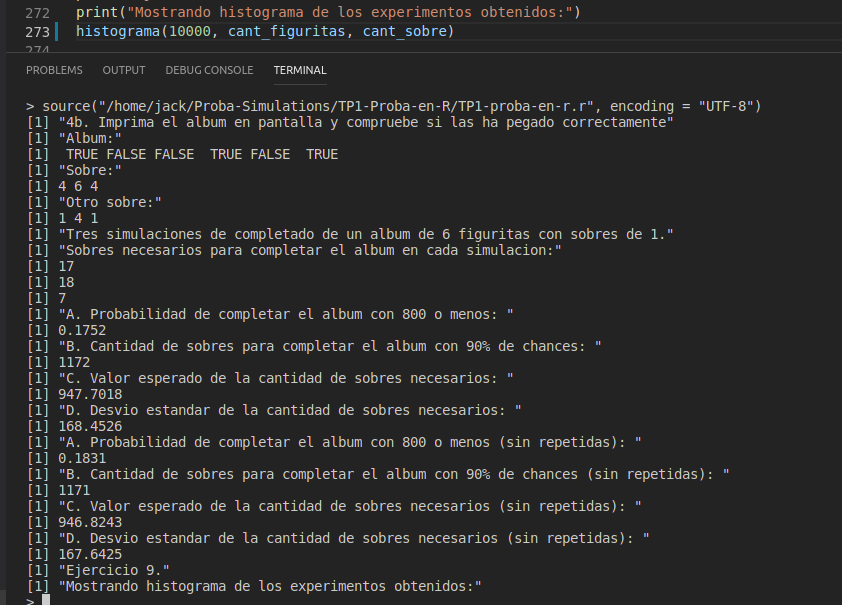 272 print("Mostrando histograma de los experimentos obtenidos:")
273 histograma(10000, cant_figuritas, cant_sobre)
274
PROBLEMS OUTPUT DEBUG CONSOLE TERMINAL
> source("/home/jack/Proba-Simulations/TP1-Proba-en-R/TP1-proba-en-r.r", encoding = "UTF-8")
[1] "4b. Imprima el album en pantalla y compruebe si las ha pegado correctamente"
[1] "Album:"
[1]  TRUE FALSE FALSE  TRUE FALSE  TRUE
[1] "Sobre:"
[1] 4 6 4
[1] "Otro sobre:"
[1] 1 4 1
[1] "Tres simulaciones de completado de un album de 6 figuritas con sobres de 1."
[1] "Sobres necesarios para completar el album en cada simulacion:"
[1] 17
[1] 18
[1] 7
[1] "A. Probabilidad de completar el album con 800 o menos: "
[1] 0.1752
[1] "B. Cantidad de sobres para completar el album con 90% de chances: "
[1] 1172
[1] "C. Valor esperado de la cantidad de sobres necesarios: "
[1] 947.7018
[1] "D. Desvio estandar de la cantidad de sobres necesarios: "
[1] 168.4526
[1] "A. Probabilidad de completar el album con 800 o menos (sin repetidas): "
[1] 0.1831
[1] "B. Cantidad de sobres para completar el album con 90% de chances (sin repetidas): "
[1] 1171
[1] "C. Valor esperado de la cantidad de sobres necesarios (sin repetidas): "
[1] 946.8243
[1] "D. Desvio estandar de la cantidad de sobres necesarios (sin repetidas): "
[1] 167.6425
[1] "Ejercicio 9."
[1] "Mostrando histograma de los experimentos obtenidos:"
>